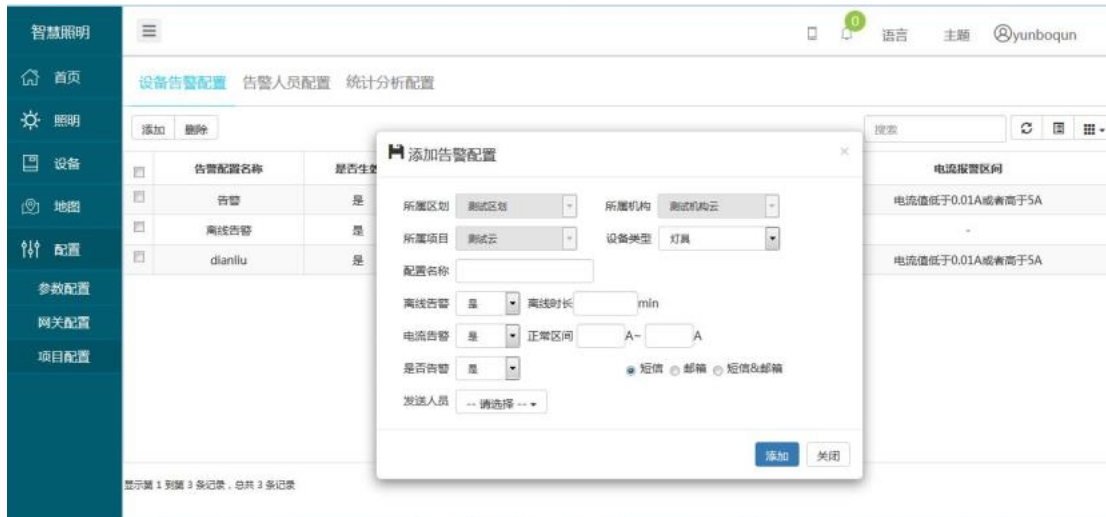 智慧照明
0
语言 主题 yunboqun
首页
照明
设备
地图
配置
参数配置
网关配置
项目配置
设备告警配置 告警人员配置 统计分析配置
添加 删除
搜索
告警配置名称 是否生效 电流报警区间
告警 是 电流值低于0.01A或者高于5A
离线告警 是 -
dianliu 是 电流值低于0.01A或者高于5A
显示第 1 到第 3 条记录，总共 3 条记录
添加告警配置 ×
所属区划 测试区划 所属机构 测试机构云
所属项目 测试云 设备类型 灯具
配置名称
离线告警 是 离线时长 min
电流告警 是 正常区间 A~ A
是否告警 是 短信 邮箱 短信&邮箱
发送人员 -- 请选择 --
添加 关闭